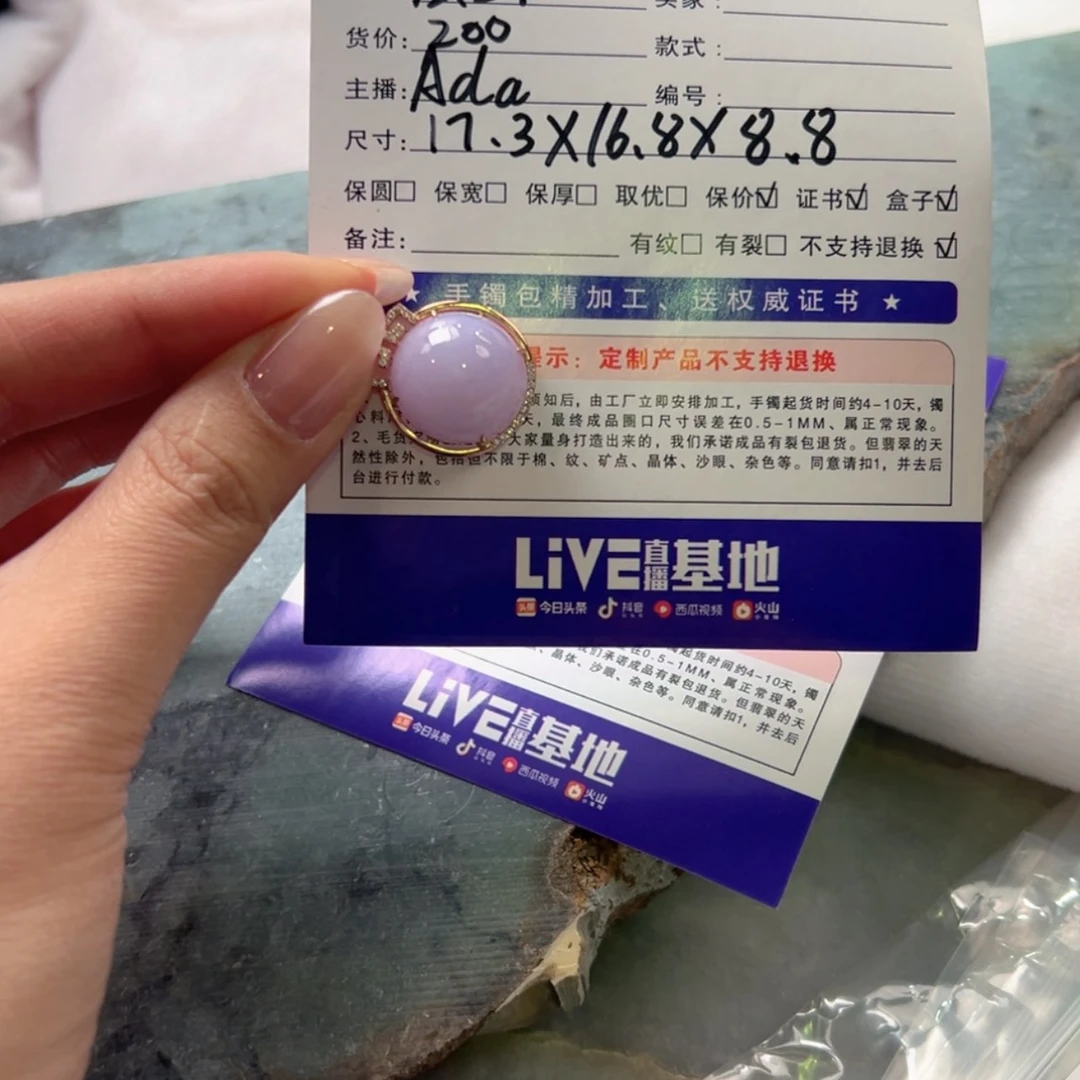 买家：
货价：200 款式：
主播：Ada 编号：
尺寸：17.3X16.8X8.8
保圆□ 保宽□ 保厚□ 取优□ 保价☑ 证书☑ 盒子☑
备注： 有纹□ 有裂□ 不支持退换☑
★ 手镯包精加工、送权威证书 ★
示：定制产品不支持退换
知后，由工厂立即安排加工，手镯起货时间约4-10天，镯
天，最终成品圈口尺寸误差在0.5-1MM、属正常现象。
2、毛货 大家量身打造出来的，我们承诺成品有裂包退货。但翡翠的天
然性除外，包括但不限于棉、纹、矿点、晶体、沙眼、杂色等。同意请扣1，并去后
台进行付款。
LiVE直播基地
头条 今日头条 抖音 西瓜视频 火山小视频
起货时间约4-10天，镯
在0.5-1MM、属正常现象。
我们承诺成品有裂包退货。但翡翠的天
晶体、沙眼、杂色等。同意请扣1，并去后
LiVE直播基地
头条 今日头条 抖音 西瓜视频 火山小视频